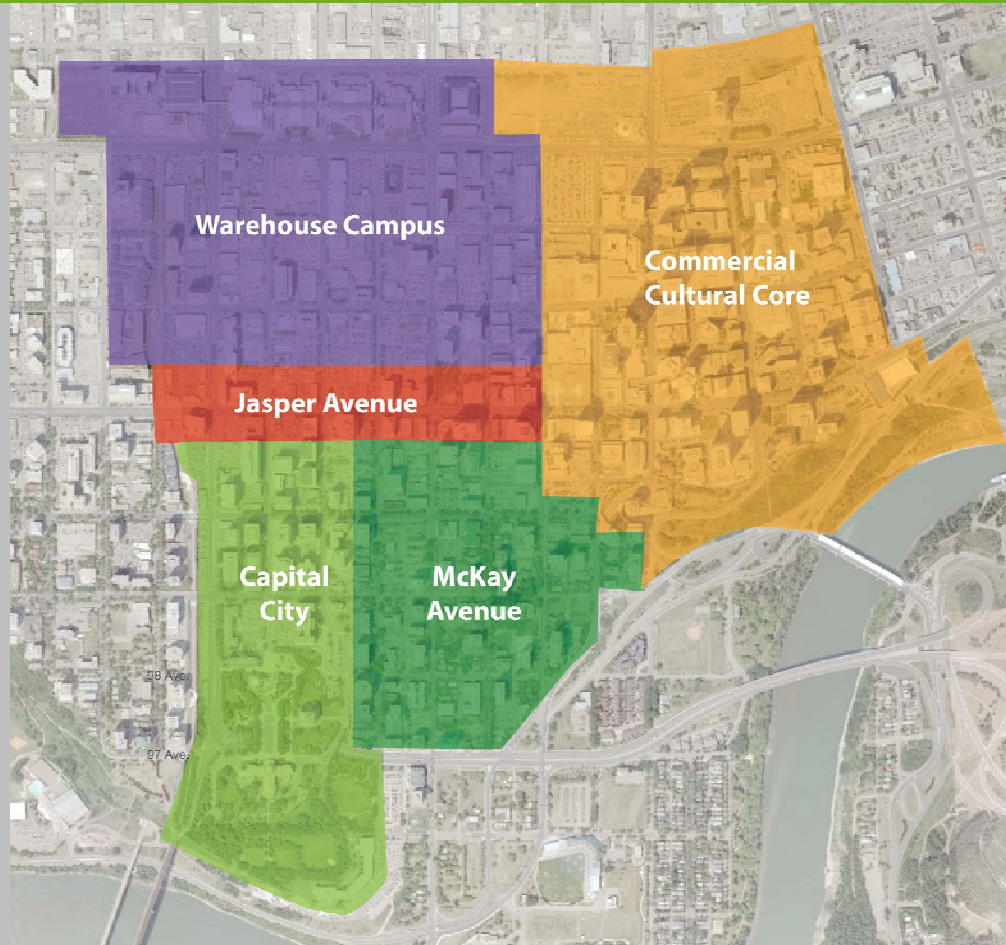 Warehouse Campus
Commercial
Cultural Core
Jasper Avenue
Capital
City
McKay
Avenue
98 Ave.
97 Ave.